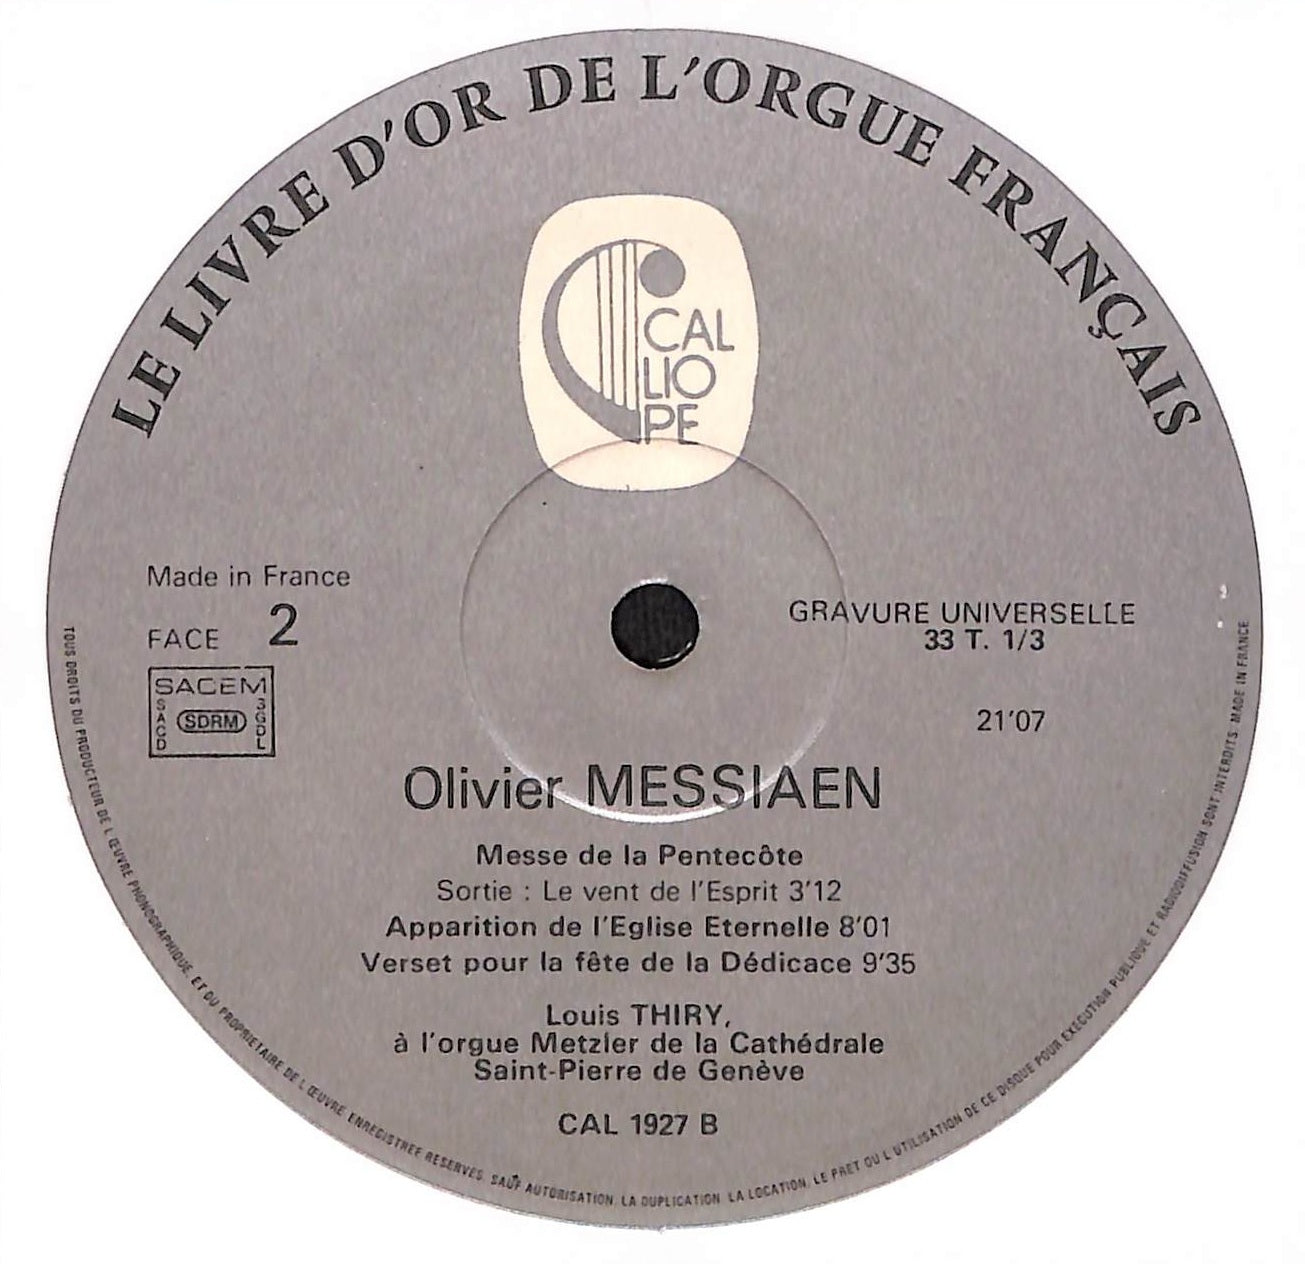 LE LIVRE D'OR DE L'ORGUE FRANÇAIS
CAL
LIO
PE
Made in France
FACE 2
SACEM
SACD
SDRM
SGDL
GRAVURE UNIVERSELLE
33 T. 1/3
21'07
Olivier MESSIAEN
Messe de la Pentecôte
Sortie : Le vent de l'Esprit 3'12
Apparition de l'Eglise Eternelle 8'01
Verset pour la fête de la Dédicace 9'35
Louis THIRY,
à l'orgue Metzler de la Cathédrale
Saint-Pierre de Genève
CAL 1927 B
TOUS DROITS DU PRODUCTEUR DE L'ŒUVRE PHONOGRAPHIQUE, ET DU PROPRIETAIRE DE L'ŒUVRE ENREGISTREE RESERVES. SAUF AUTORISATION, LA DUPLICATION, LA LOCATION, LE PRET OU L'UTILISATION DE CE DISQUE POUR EXECUTION PUBLIQUE ET RADIODIFFUSION SONT INTERDITS. MADE IN FRANCE